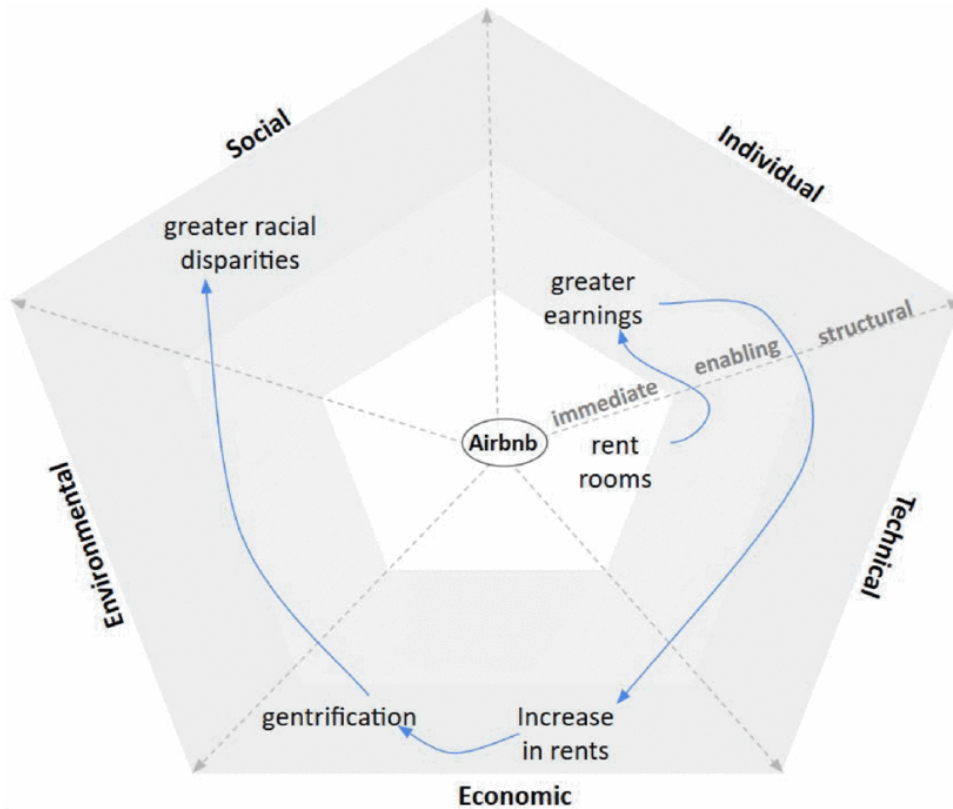 Social
Individual
greater racial
disparities
greater
earnings
structural
enabling
immediate
Airbnb
rent
rooms
Environmental
Technical
gentrification
Increase
in rents
Economic